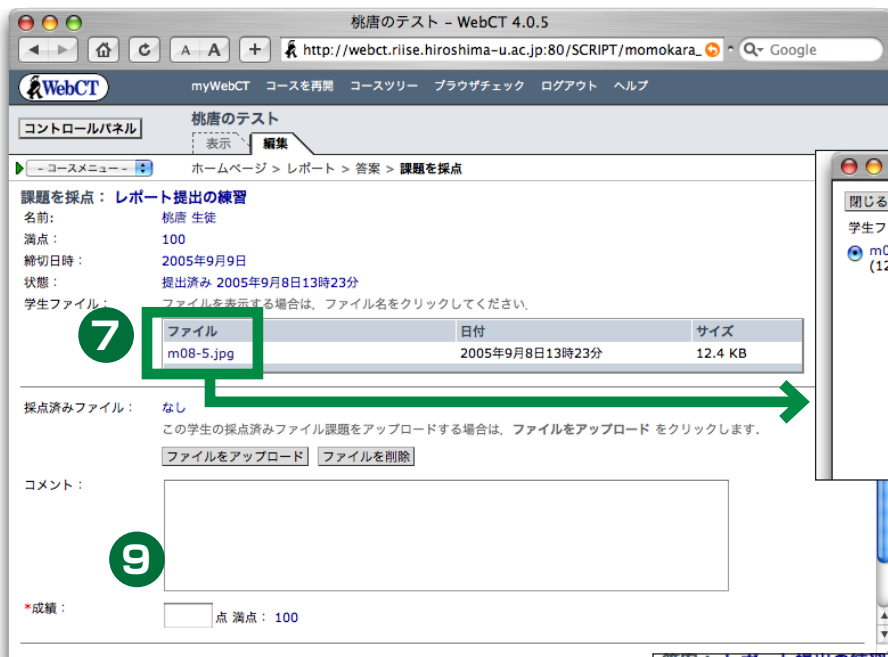 桃唐のテスト – WebCT 4.0.5
A A + http://webct.riise.hiroshima-u.ac.jp:80/SCRIPT/momokara_ Google
WebCT myWebCT コースを再開 コースツリー ブラウザチェック ログアウト ヘルプ
コントロールパネル 桃唐のテスト
表示 編集
- コースメニュー - ホームページ > レポート > 答案 > 課題を採点
課題を採点： レポート提出の練習
名前: 桃唐 生徒
満点： 100
締切日時： 2005年9月9日
状態： 提出済み 2005年9月8日13時23分
学生ファイル： ファイルを表示する場合は，ファイル名をクリックしてください．
7
ファイル 日付 サイズ
m08-5.jpg 2005年9月8日13時23分 12.4 KB
採点済みファイル： なし
この学生の採点済みファイル課題をアップロードする場合は，ファイルをアップロード をクリックします．
ファイルをアップロード ファイルを削除
コメント：
9
*成績： 点 満点： 100
閉じる
学生フ
m0
(12